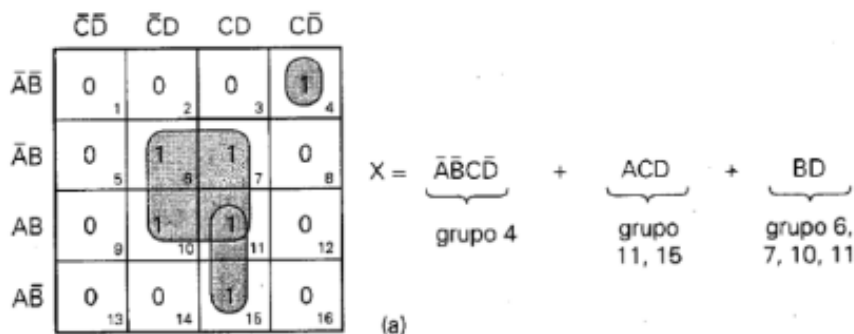 C̄D̄ C̄D CD CD̄
ĀB̄ 0 1 0 2 0 3 1 4
ĀB 0 5 1 6 1 7 0 8
AB 0 9 1 10 1 11 0 12
AB̄ 0 13 0 14 1 15 0 16
X = ĀB̄CD̄ + ACD + BD
grupo 4 grupo 11, 15 grupo 6, 7, 10, 11
(a)